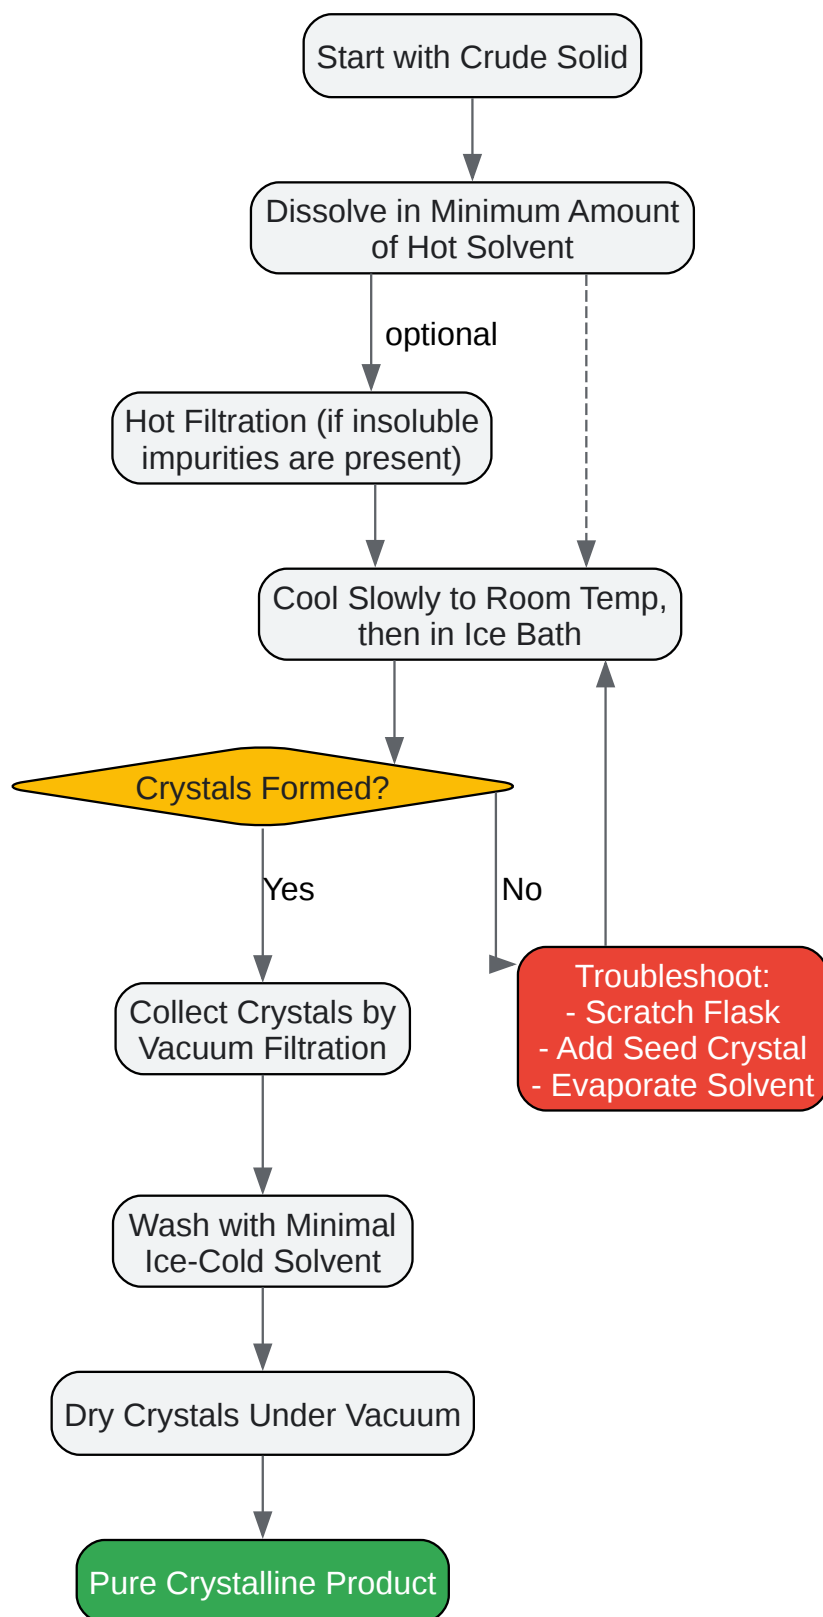 Start with Crude Solid
Dissolve in Minimum Amount
of Hot Solvent
optional
Hot Filtration (if insoluble
impurities are present)
Cool Slowly to Room Temp,
then in Ice Bath
Crystals Formed?
Yes
No
Troubleshoot:
- Scratch Flask
- Add Seed Crystal
- Evaporate Solvent
Collect Crystals by
Vacuum Filtration
Wash with Minimal
Ice-Cold Solvent
Dry Crystals Under Vacuum
Pure Crystalline Product